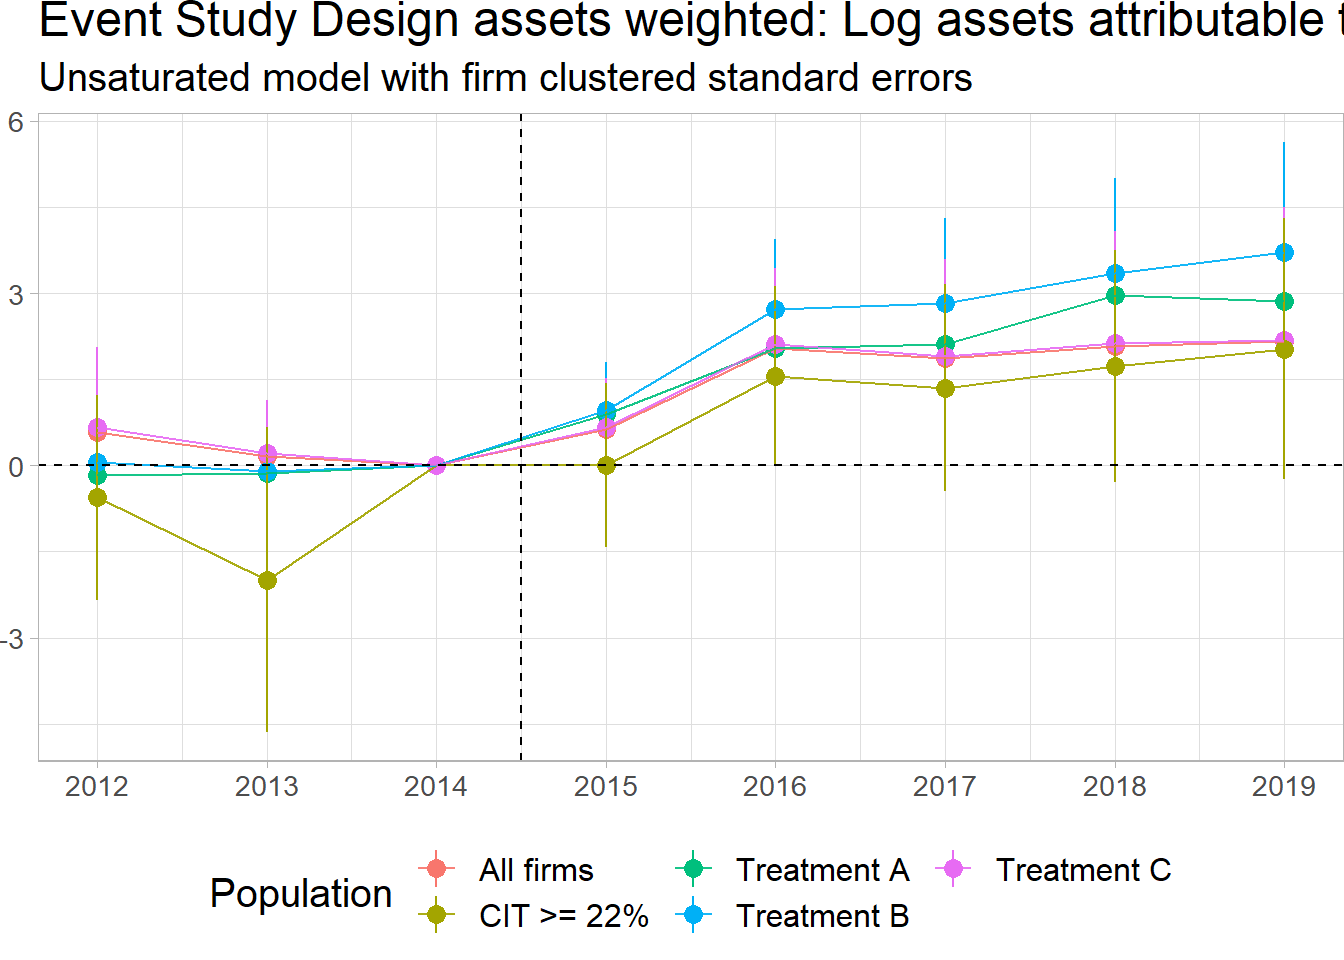 Event Study Design assets weighted: Log assets attributable
Unsaturated model with firm clustered standard errors
6
3
0
-3
2012 2013 2014 2015 2016 2017 2018 2019
Population
All firms Treatment A Treatment C
CIT >= 22% Treatment B